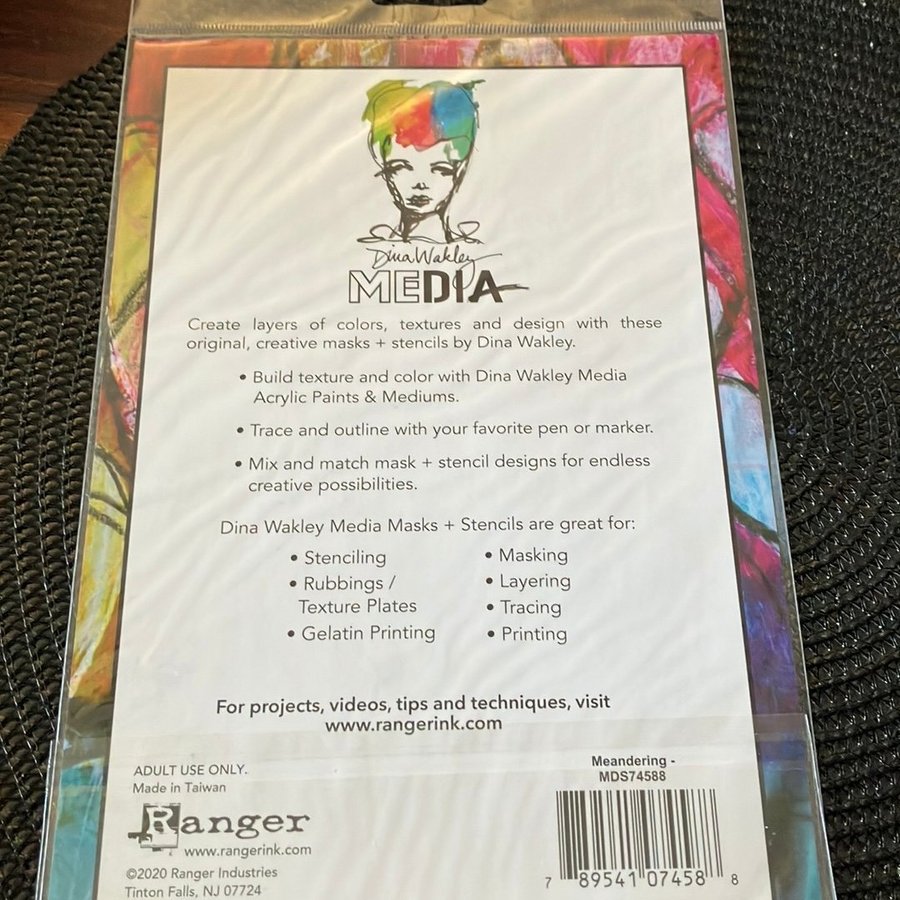 Dina Wakley
MEDIA
Create layers of colors, textures and design with these
original, creative masks + stencils by Dina Wakley.
• Build texture and color with Dina Wakley Media
Acrylic Paints & Mediums.
• Trace and outline with your favorite pen or marker.
• Mix and match mask + stencil designs for endless
creative possibilities.
Dina Wakley Media Masks + Stencils are great for:
• Stenciling
• Rubbings /
Texture Plates
• Gelatin Printing
• Masking
• Layering
• Tracing
• Printing
For projects, videos, tips and techniques, visit
www.rangerink.com
ADULT USE ONLY.
Made in Taiwan
Ranger
www.rangerink.com
©2020 Ranger Industries
Tinton Falls, NJ 07724
Meandering -
MDS74588
7 89541 07458 8